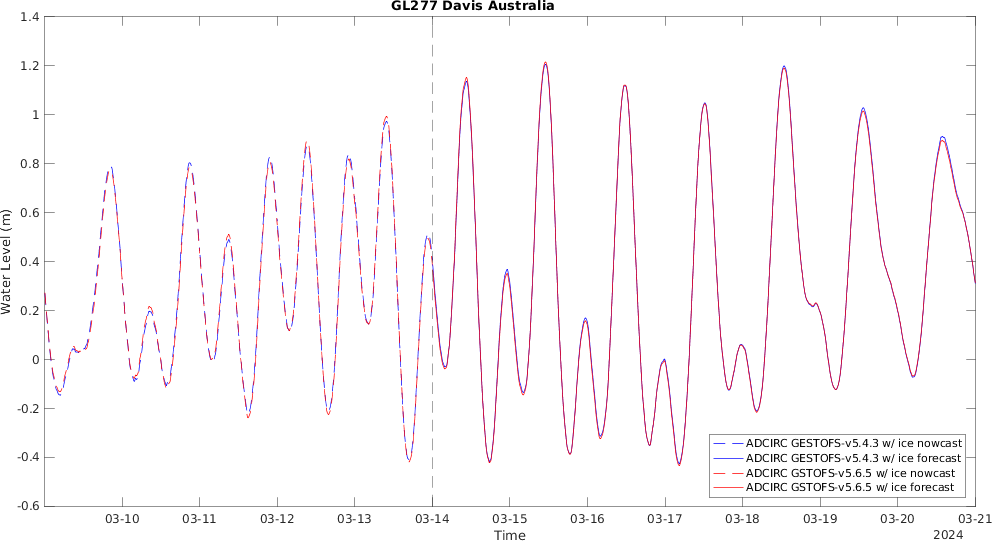 GL277 Davis Australia
1.4
1.2
1
0.8
0.6
0.4
0.2
0
-0.2
-0.4
-0.6
Water Level (m)
ADCIRC GESTOFS-v5.4.3 w/ ice nowcast
ADCIRC GESTOFS-v5.4.3 w/ ice forecast
ADCIRC GSTOFS-v5.6.5 w/ ice nowcast
ADCIRC GSTOFS-v5.6.5 w/ ice forecast
03-10 03-11 03-12 03-13 03-14 03-15 03-16 03-17 03-18 03-19 03-20 03-21
Time
2024